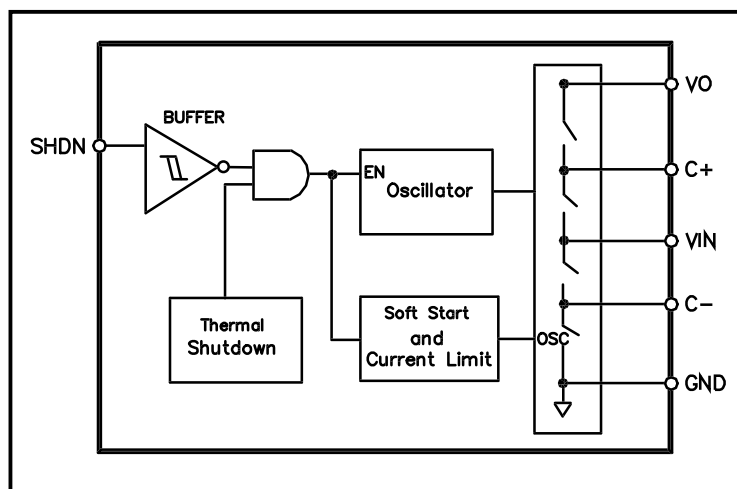 BUFFER
SHDN
EN
Oscillator
Thermal
Shutdown
Soft Start
and
Current Limit
OSC
VO
C+
VIN
C-
GND